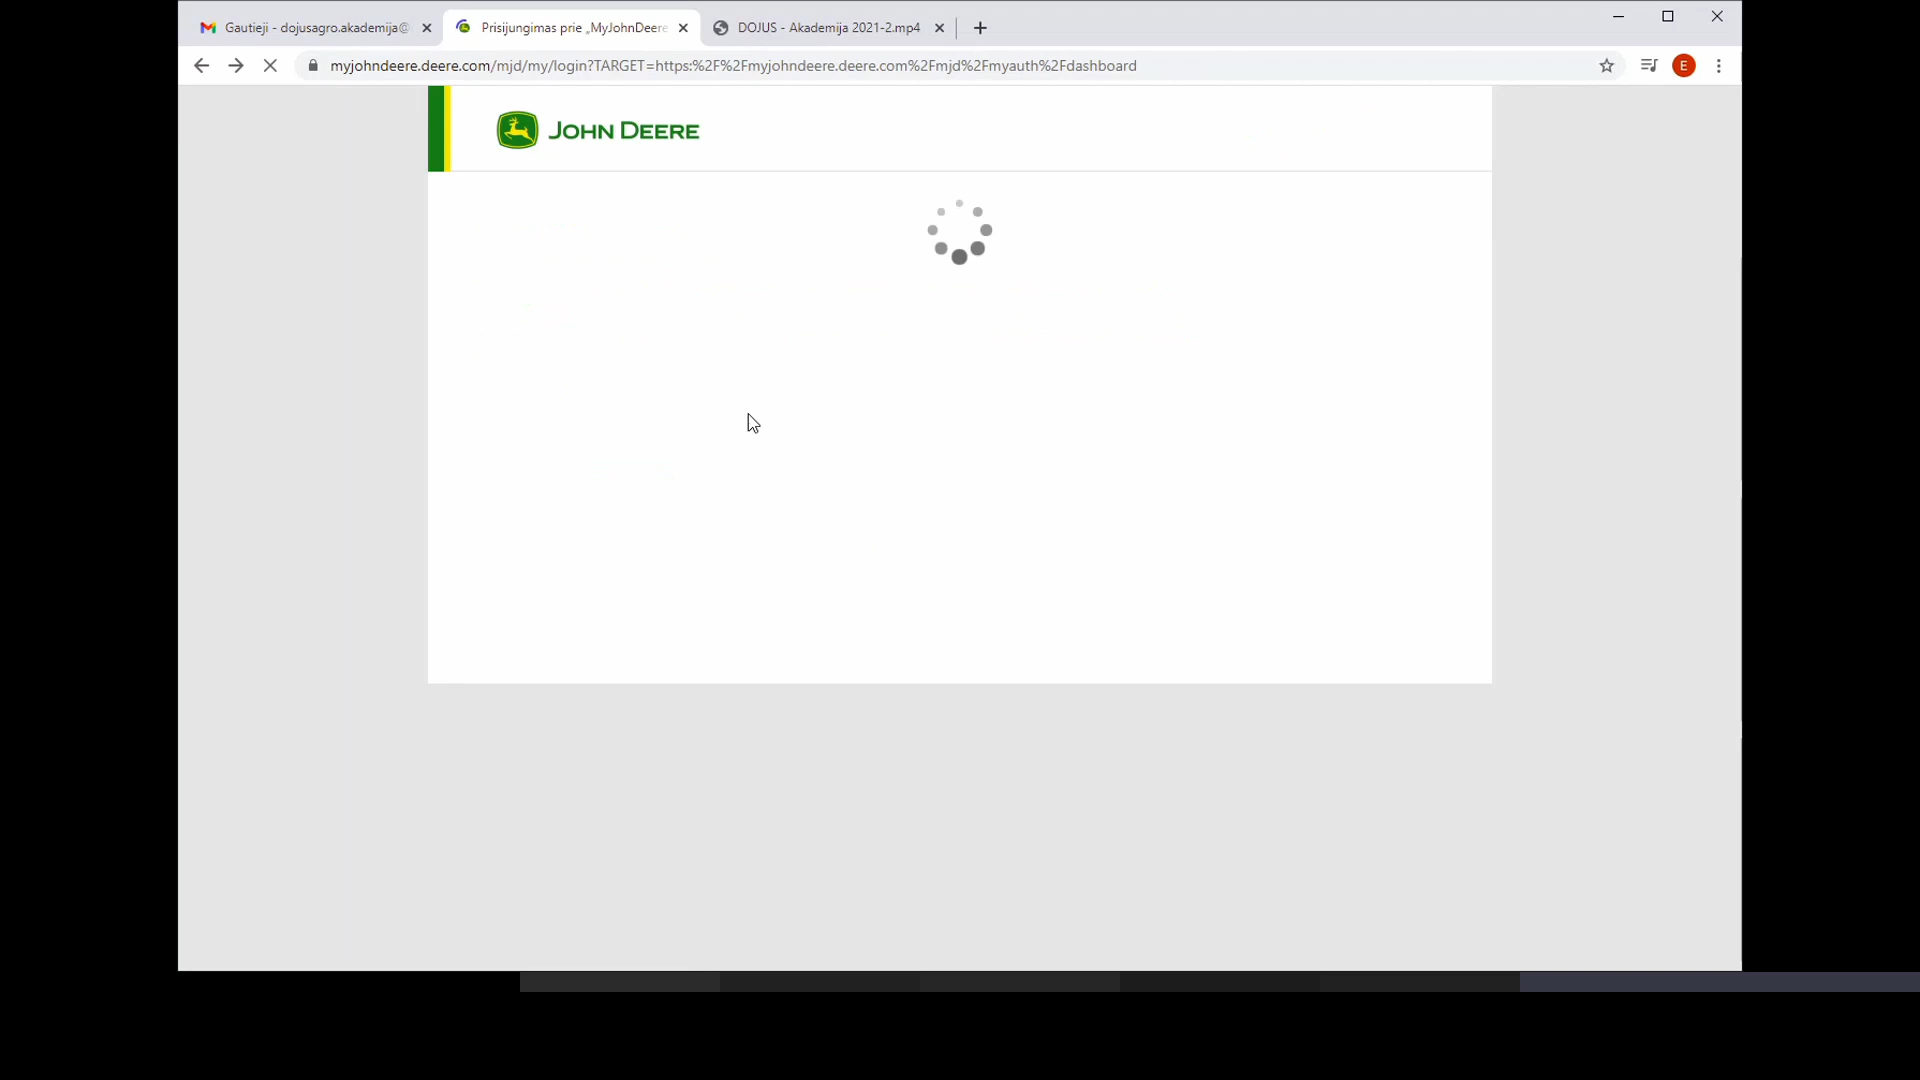 Gautieji - dojusagro.akademija@
Prisijungimas prie „MyJohnDeere
DOJUS - Akademija 2021-2.mp4
myjohndeere.deere.com/mjd/my/login?TARGET=https:%2F%2Fmyjohndeere.deere.com%2Fmjd%2Fmyauth%2Fdashboard
E
JOHN DEERE